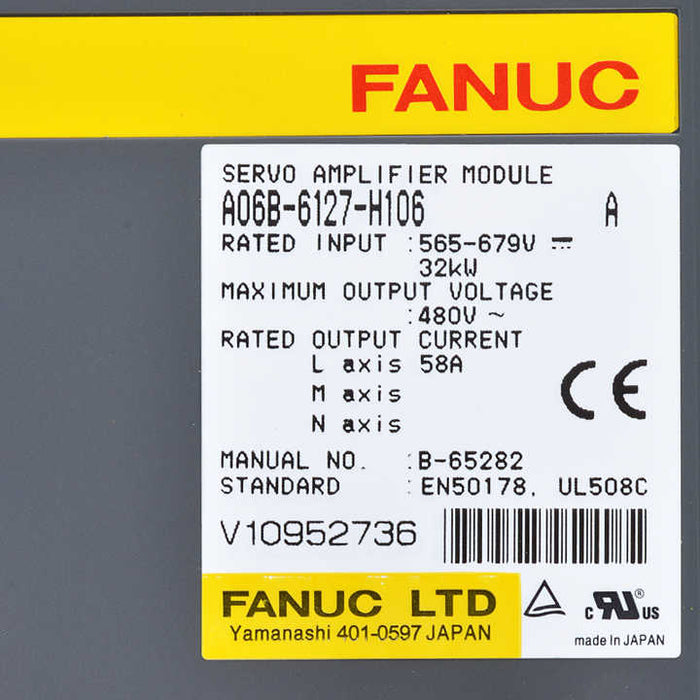 FANUC
SERVO AMPLIFIER MODULE
A06B-6127-H106 A
RATED INPUT :565-679V ⎓
32kW
MAXIMUM OUTPUT VOLTAGE
:480V ~
RATED OUTPUT CURRENT
L axis 58A
M axis
N axis
CE
MANUAL NO. :B-65282
STANDARD :EN50178, UL508C
V10952736
FANUC LTD
Yamanashi 401-0597 JAPAN
c RU ® US
made in JAPAN